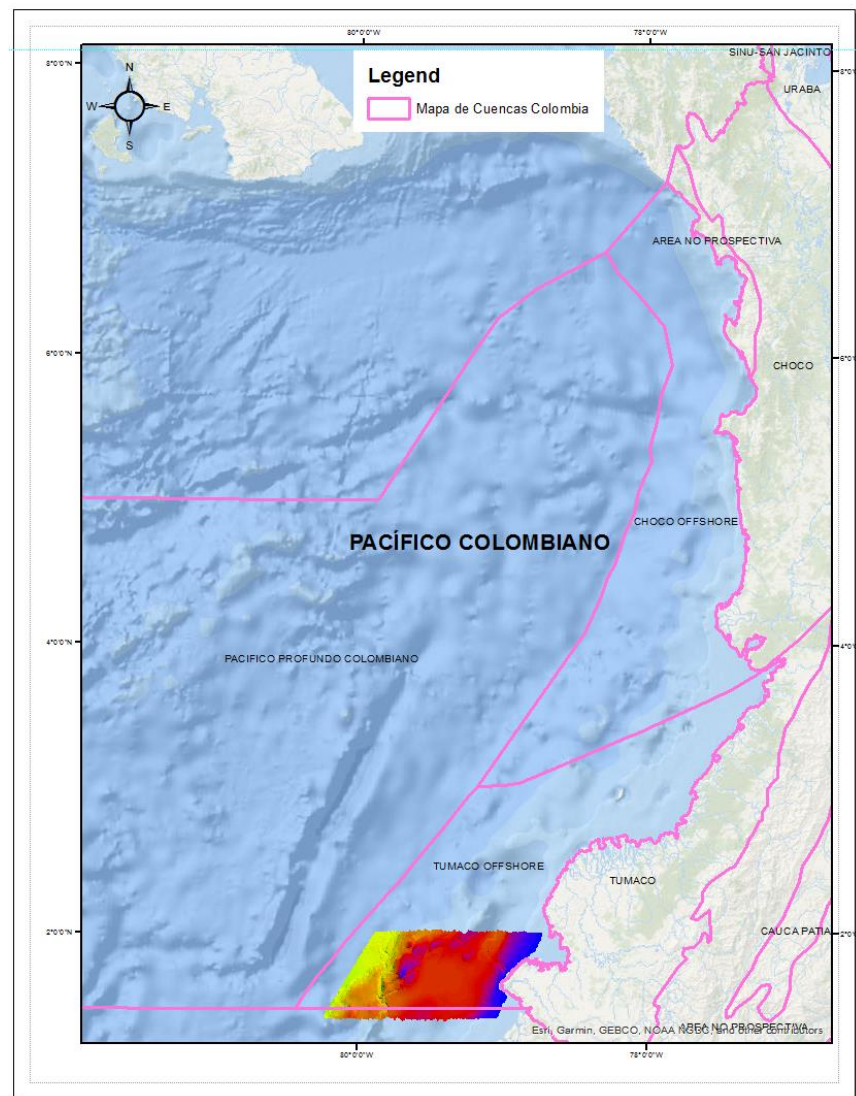 80°0'0"W
78°0'0"W
8°0'0"N
SINU-SAN JACINTO
URABA
N
W
E
S
Legend
Mapa de Cuencas Colombia
AREA NO PROSPECTIVA
6°0'0"N
CHOCO
CHOCO OFFSHORE
PACÍFICO COLOMBIANO
4°0'0"N
PACIFICO PROFUNDO COLOMBIANO
TUMACO OFFSHORE
TUMACO
2°0'0"N
CAUCA PATIA
AREA NO PROSPECTIVA
Esri, Garmin, GEBCO, NOAA NGDC, and other contributors
80°0'0"W
78°0'0"W